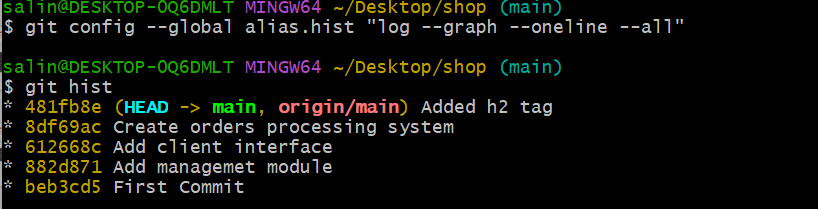 salin@DESKTOP-OQ6DMLT MINGW64 ~/Desktop/shop (main)
$ git config --global alias.hist "log --graph --oneline --all"
salin@DESKTOP-OQ6DMLT MINGW64 ~/Desktop/shop (main)
$ git hist
* 481fb8e (HEAD -> main, origin/main) Added h2 tag
* 8df69ac Create orders processing system
* 612668c Add client interface
* 882d871 Add managemet module
* beb3cd5 First Commit